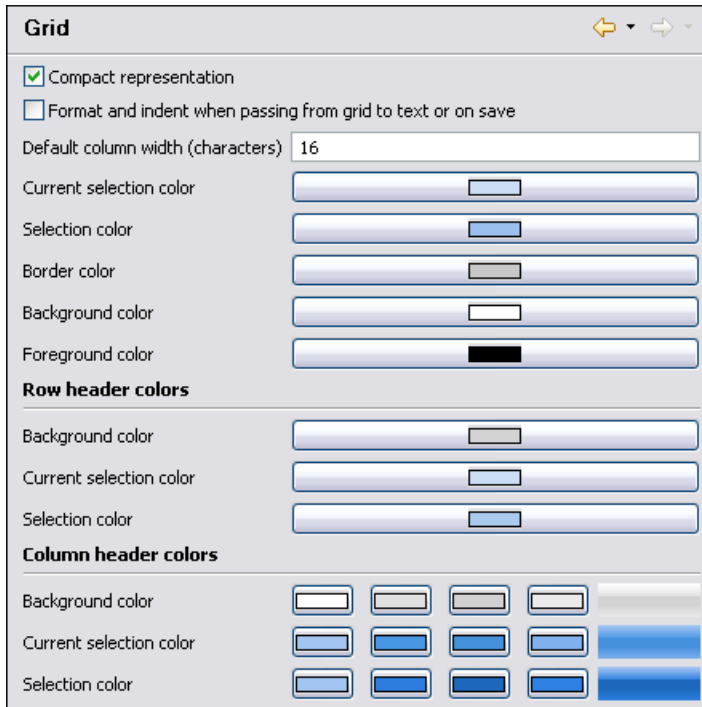 Grid
Compact representation
Format and indent when passing from grid to text or on save
Default column width (characters) 16
Current selection color
Selection color
Border color
Background color
Foreground color
Row header colors
Background color
Current selection color
Selection color
Column header colors
Background color
Current selection color
Selection color